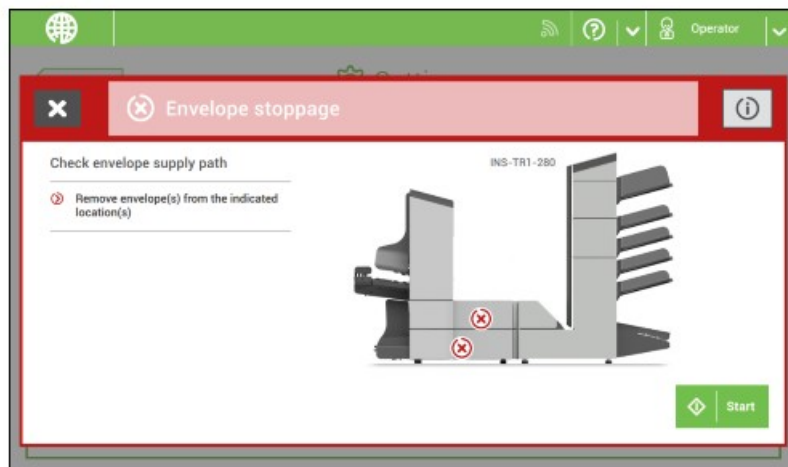 Operator
Envelope stoppage
Check envelope supply path
INS-TR1-280
Remove envelope(s) from the indicated
location(s)
Start